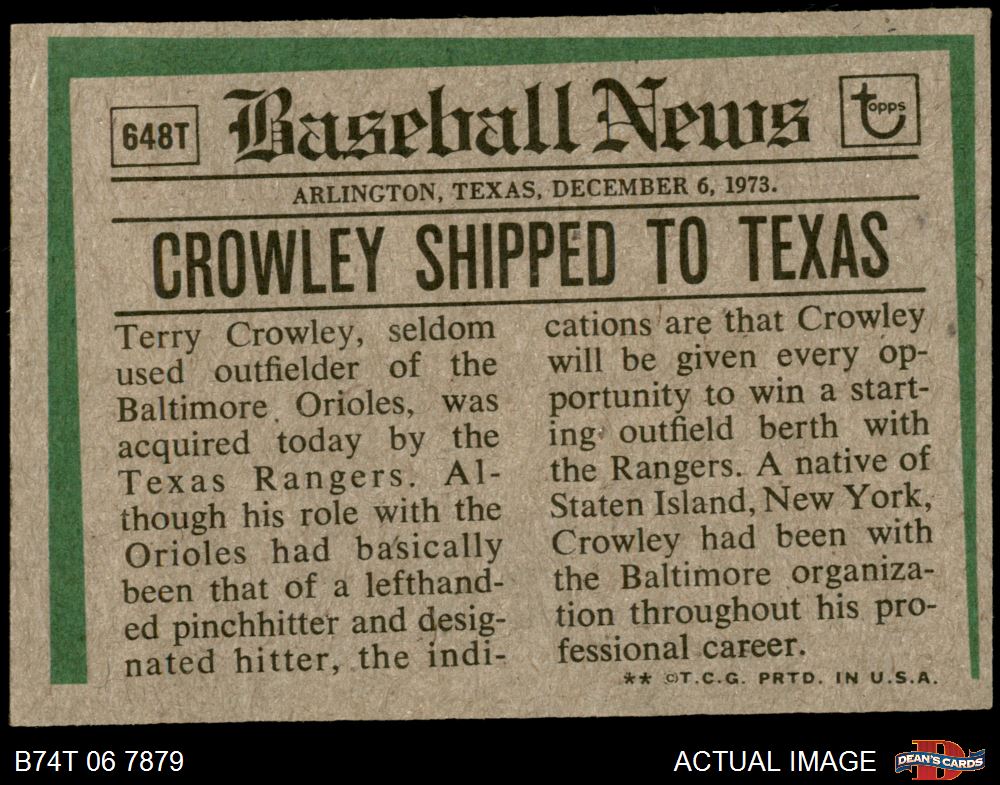 648T
Baseball News
topps
ARLINGTON, TEXAS, DECEMBER 6, 1973.
CROWLEY SHIPPED TO TEXAS
Terry Crowley, seldom
used outfielder of the
Baltimore Orioles, was
acquired today by the
Texas Rangers. Al-
though his role with the
Orioles had basically
been that of a lefthand-
ed pinchhitter and desig-
nated hitter, the indi-
cations are that Crowley
will be given every op-
portunity to win a start-
ing outfield berth with
the Rangers. A native of
Staten Island, New York,
Crowley had been with
the Baltimore organiza-
tion throughout his pro-
fessional career.
** ©T.C.G. PRTD. IN U.S.A.
B74T 06 7879
ACTUAL IMAGE
DEAN'S CARDS